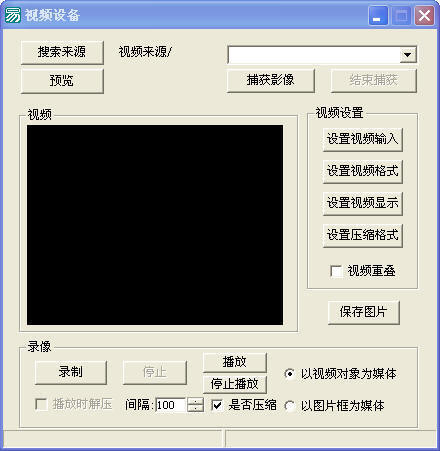 易 视频设备
搜索来源 视频来源/
预览 捕获影像 结束捕获
视频 视频设置
设置视频输入
设置视频格式
设置视频显示
设置压缩格式
视频重叠
保存图片
录像
录制 停止 播放 以视频对象为媒体
停止播放
播放时解压 间隔: 100 是否压缩 以图片框为媒体